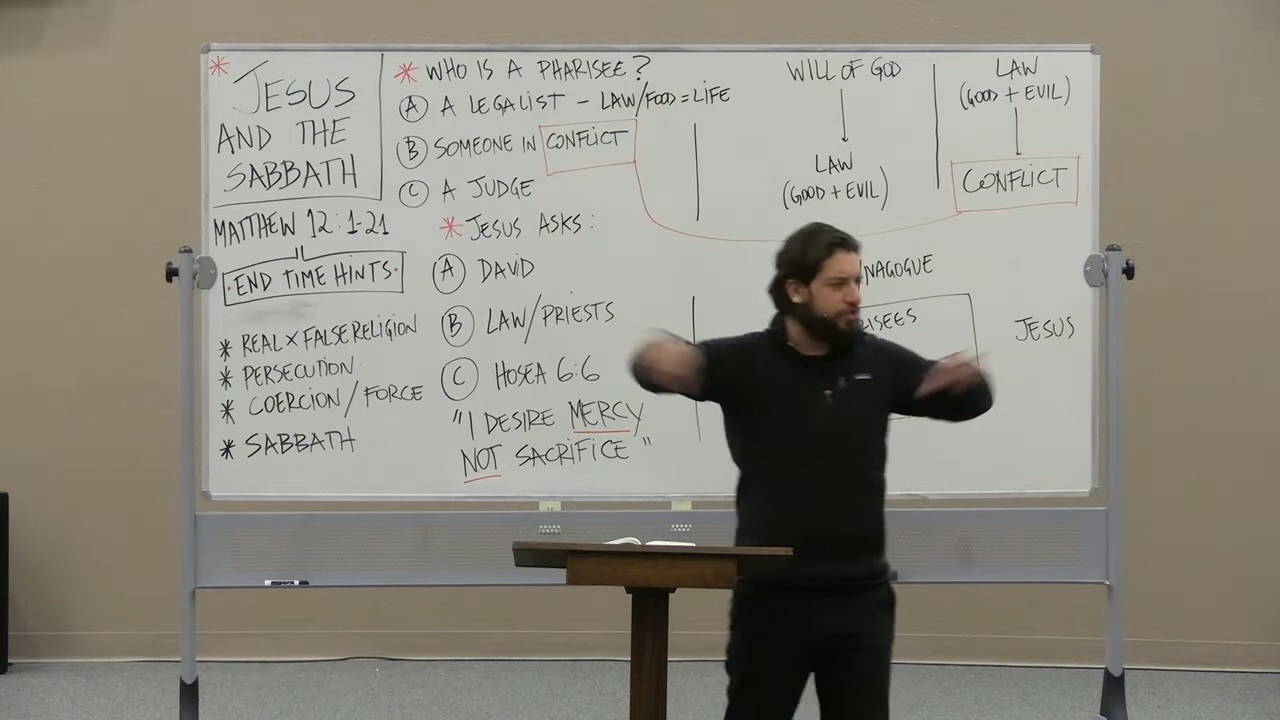 * JESUS
AND THE
SABBATH
MATTHEW 12:1-21
END TIME HINTS
* REAL X FALSE RELIGION
* PERSECUTION
* COERCION / FORCE
* SABBATH
* WHO IS A PHARISEE?
A A LEGALIST - LAW/FOOD = LIFE
B SOMEONE IN CONFLICT
C A JUDGE
* JESUS ASKS:
A DAVID
B LAW/PRIESTS
C HOSEA 6:6
"I DESIRE MERCY
NOT SACRIFICE"
WILL OF GOD
LAW
(GOOD + EVIL)
LAW
(GOOD + EVIL)
CONFLICT
JESUS